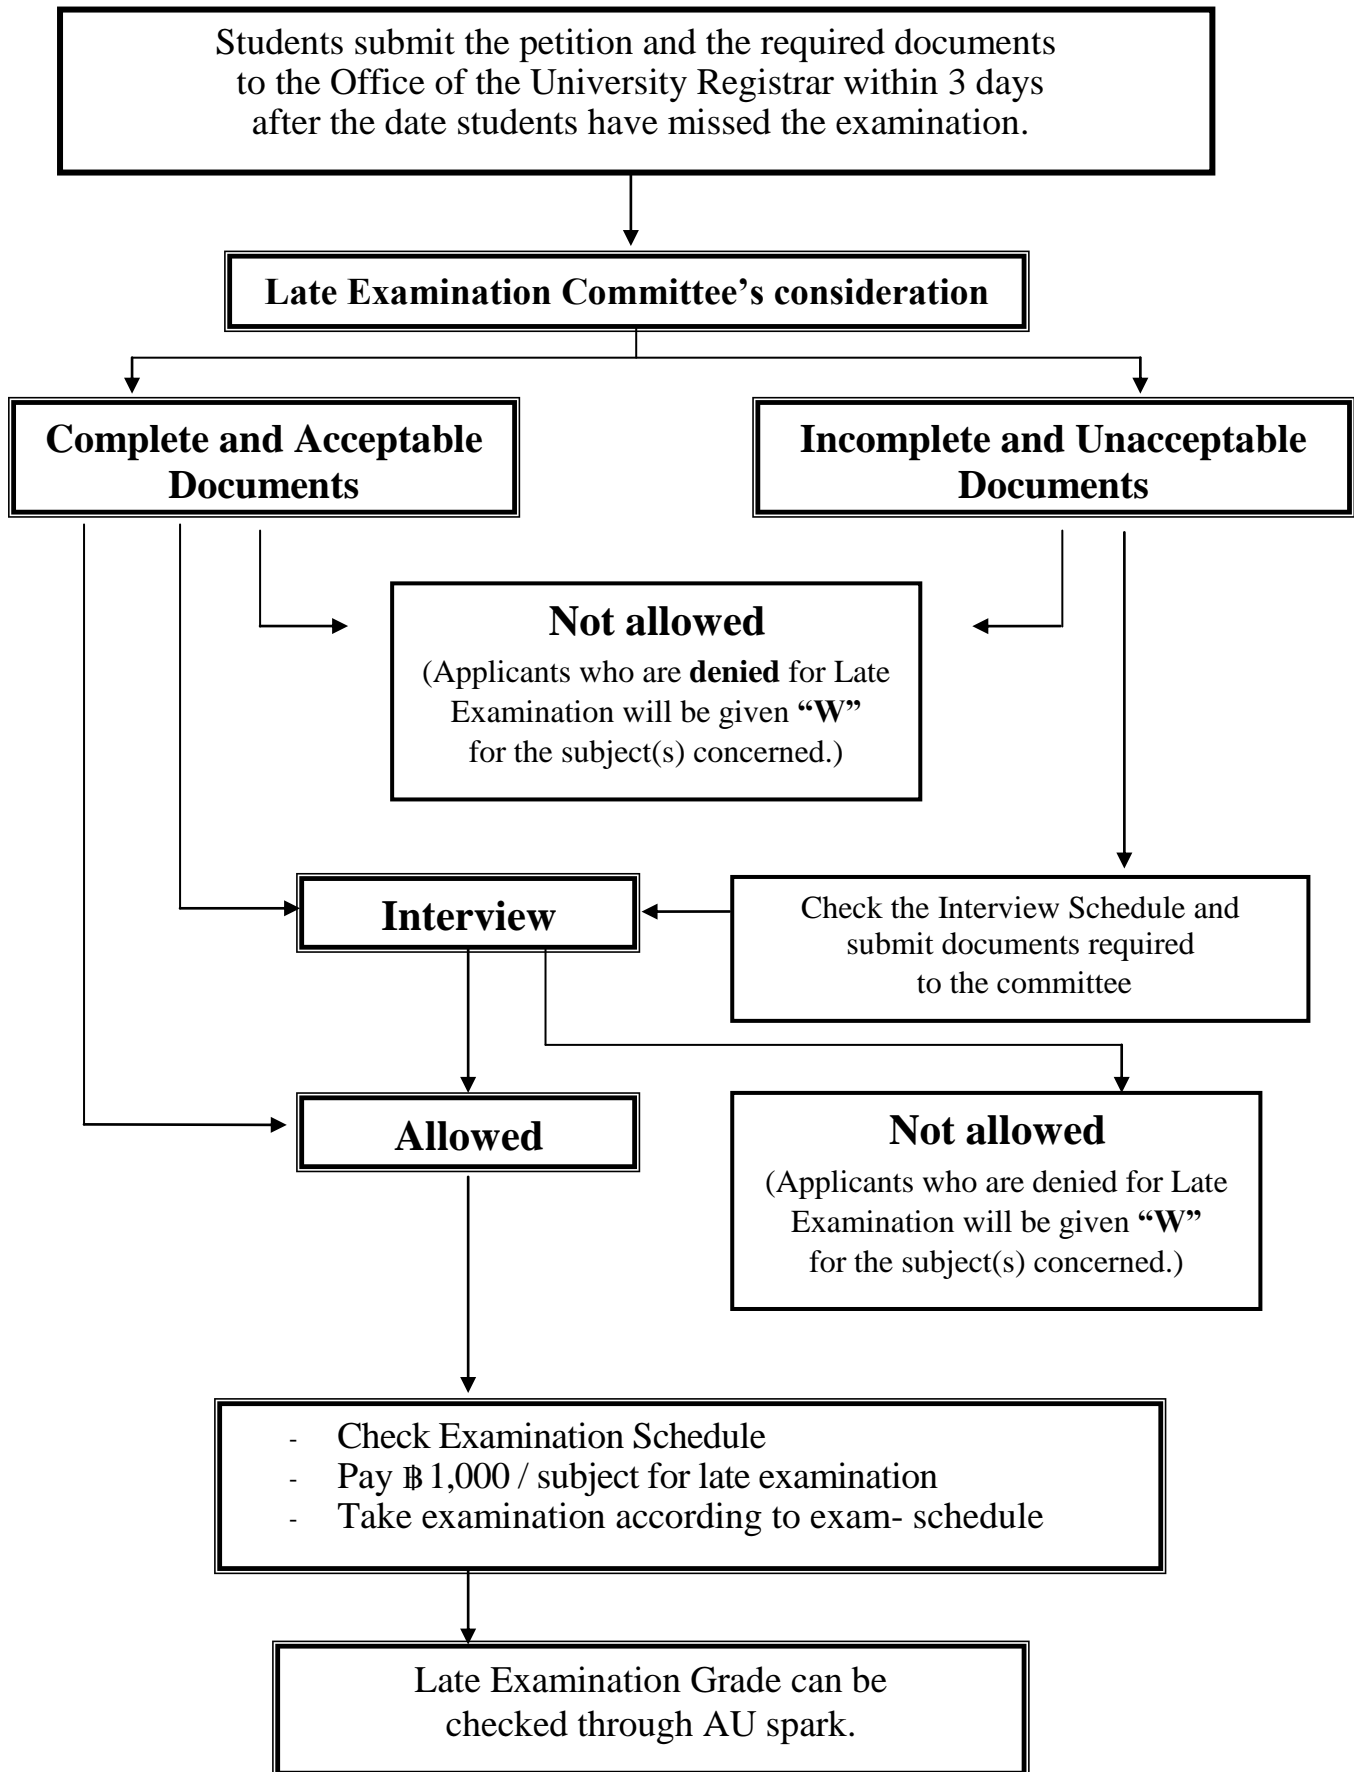 Students submit the petition and the required documents
to the Office of the University Registrar within 3 days
after the date students have missed the examination.
Late Examination Committee’s consideration
Complete and Acceptable
Documents
Incomplete and Unacceptable
Documents
Not allowed
(Applicants who are denied for Late
Examination will be given “W”
for the subject(s) concerned.)
Interview
Check the Interview Schedule and
submit documents required
to the committee
Allowed
Not allowed
(Applicants who are denied for Late
Examination will be given “W”
for the subject(s) concerned.)
- Check Examination Schedule
- Pay ฿ 1,000 / subject for late examination
- Take examination according to exam- schedule
Late Examination Grade can be
checked through AU spark.